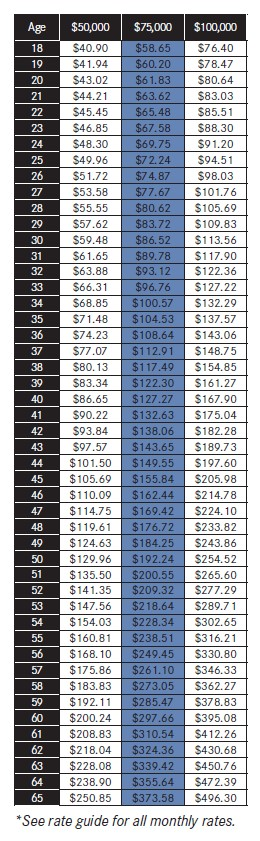 Age $50,000 $75,000 $100,000
18 $40.90 $58.65 $76.40
19 $41.94 $60.20 $78.47
20 $43.02 $61.83 $80.64
21 $44.21 $63.62 $83.03
22 $45.45 $65.48 $85.51
23 $46.85 $67.58 $88.30
24 $48.30 $69.75 $91.20
25 $49.96 $72.24 $94.51
26 $51.72 $74.87 $98.03
27 $53.58 $77.67 $101.76
28 $55.55 $80.62 $105.69
29 $57.62 $83.72 $109.83
30 $59.48 $86.52 $113.56
31 $61.65 $89.78 $117.90
32 $63.88 $93.12 $122.36
33 $66.31 $96.76 $127.22
34 $68.85 $100.57 $132.29
35 $71.48 $104.53 $137.57
36 $74.23 $108.64 $143.06
37 $77.07 $112.91 $148.75
38 $80.13 $117.49 $154.85
39 $83.34 $122.30 $161.27
40 $86.65 $127.27 $167.90
41 $90.22 $132.63 $175.04
42 $93.84 $138.06 $182.28
43 $97.57 $143.65 $189.73
44 $101.50 $149.55 $197.60
45 $105.69 $155.84 $205.98
46 $110.09 $162.44 $214.78
47 $114.75 $169.42 $224.10
48 $119.61 $176.72 $233.82
49 $124.63 $184.25 $243.86
50 $129.96 $192.24 $254.52
51 $135.50 $200.55 $265.60
52 $141.35 $209.32 $277.29
53 $147.56 $218.64 $289.71
54 $154.03 $228.34 $302.65
55 $160.81 $238.51 $316.21
56 $168.10 $249.45 $330.80
57 $175.86 $261.10 $346.33
58 $183.83 $273.05 $362.27
59 $192.11 $285.47 $378.83
60 $200.24 $297.66 $395.08
61 $208.83 $310.54 $412.26
62 $218.04 $324.36 $430.68
63 $228.08 $339.42 $450.76
64 $238.90 $355.64 $472.39
65 $250.85 $373.58 $496.30
*See rate guide for all monthly rates.